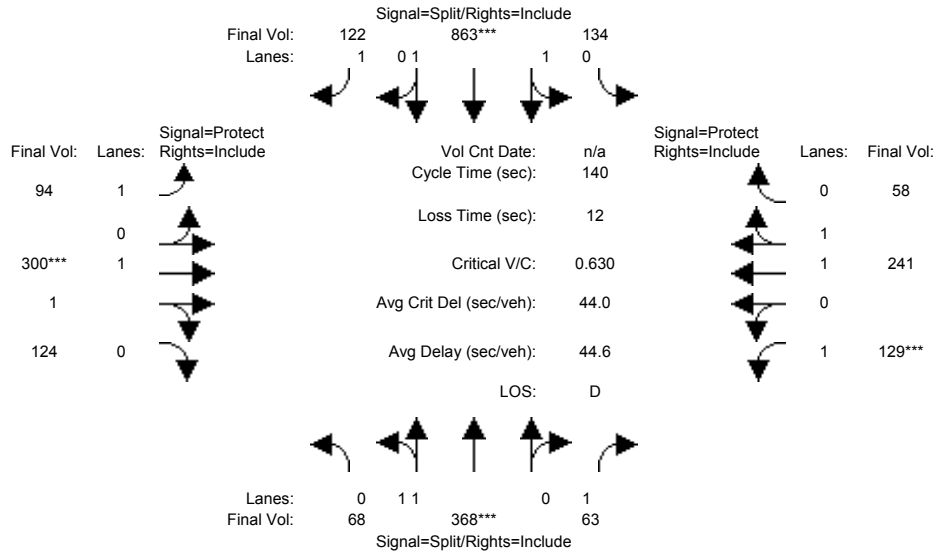 Signal=Split/Rights=Include
Final Vol: 122 863*** 134
Lanes: 1 0 1 1 0
Signal=Protect Signal=Protect
Final Vol: Lanes: Rights=Include Vol Cnt Date: n/a Rights=Include Lanes: Final Vol:
Cycle Time (sec): 140
94 1 0 58
Loss Time (sec): 12
0 1
300*** 1 Critical V/C: 0.630 1 241
1 Avg Crit Del (sec/veh): 44.0 0
124 0 Avg Delay (sec/veh): 44.6 1 129***
LOS: D
Lanes: 0 1 1 0 1
Final Vol: 68 368*** 63
Signal=Split/Rights=Include